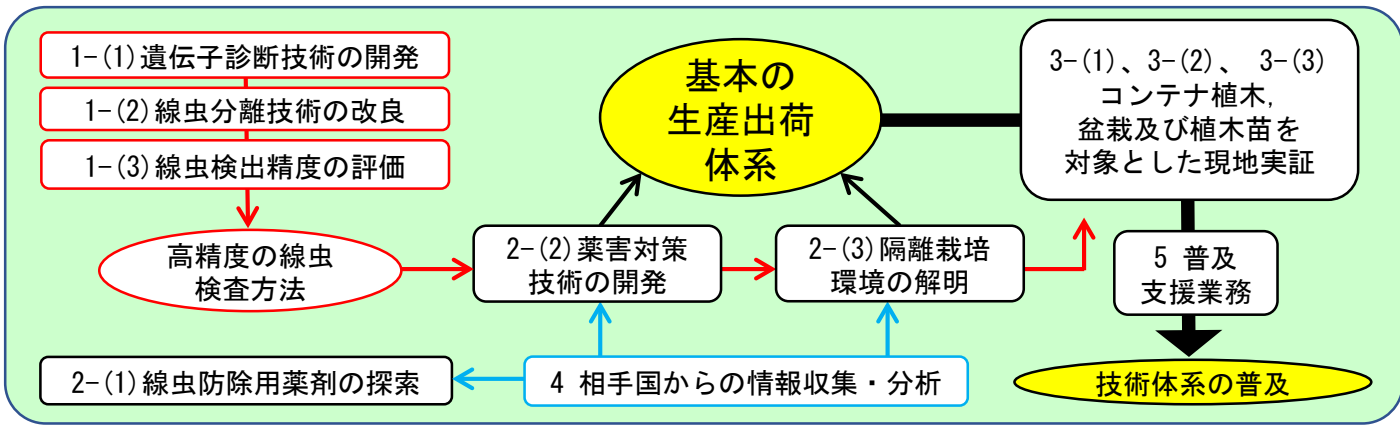 1-(1)遺伝子診断技術の開発
1-(2)線虫分離技術の改良
1-(3)線虫検出精度の評価
高精度の線虫
検査方法
基本の
生産出荷
体系
3-(1)、3-(2)、 3-(3)
コンテナ植木,
盆栽及び植木苗を
対象とした現地実証
2-(2)薬害対策
技術の開発
2-(3)隔離栽培
環境の解明
5 普及
支援業務
2-(1)線虫防除用薬剤の探索
4 相手国からの情報収集・分析
技術体系の普及